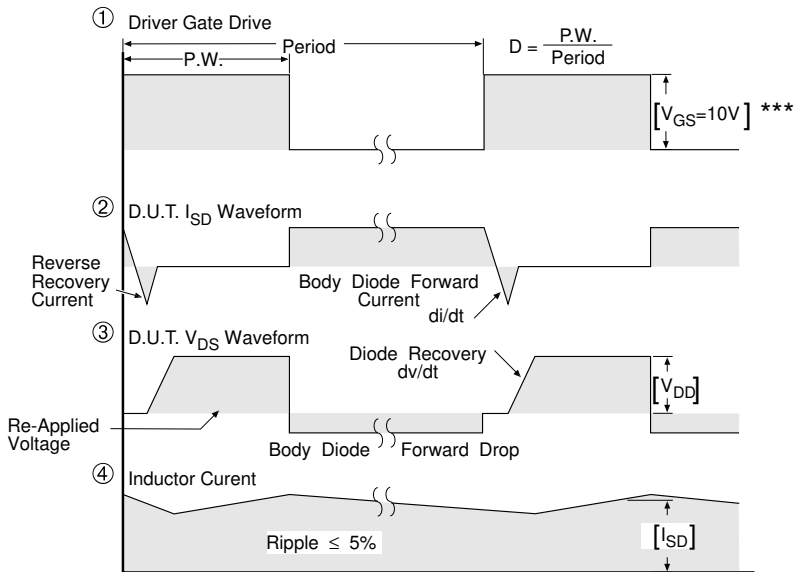 ① Driver Gate Drive
Period
P.W.
D = P.W. / Period
[VGS=10V] ***
② D.U.T. ISD Waveform
Reverse
Recovery
Current
Body Diode Forward
Current
di/dt
③ D.U.T. VDS Waveform
Diode Recovery
dv/dt
[VDD]
Re-Applied
Voltage
Body Diode Forward Drop
④ Inductor Curent
Ripple ≤ 5%
[ISD]